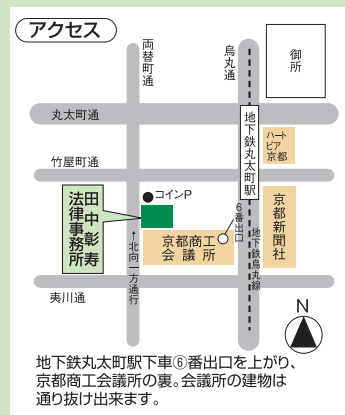 アクセス
両替町通
烏丸通
御所
丸太町通
地下鉄丸太町駅
ハート
ピア
京都
竹屋町通
コインP
田中彰寿
法律事務所
6番出口
京都新聞社
京都商工
会議所
↑北向一方通行
地下鉄烏丸線
夷川通
N
地下鉄丸太町駅下車⑥番出口を上がり、
京都商工会議所の裏。会議所の建物は
通り抜け出来ます。